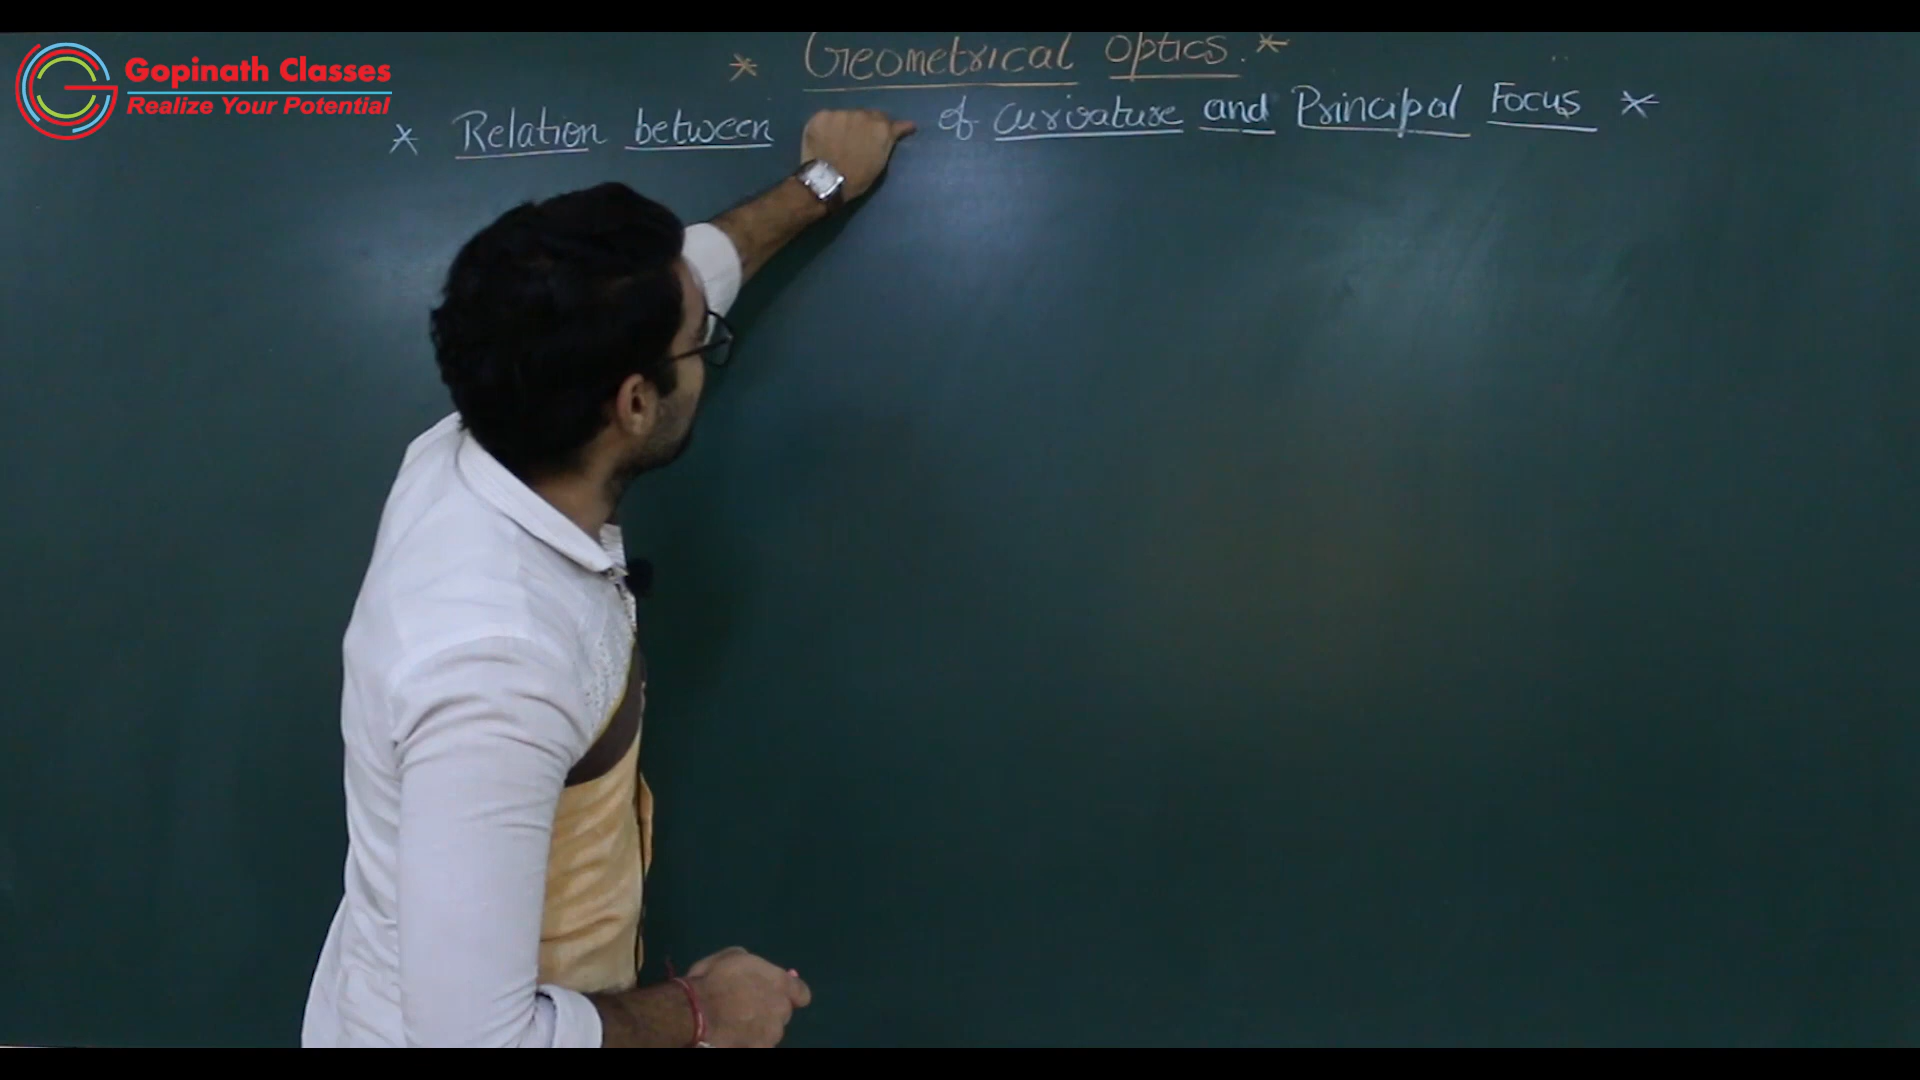 Gopinath Classes
Realize Your Potential
* Geometrical Optics. *
* Relation between of Curvature and Principal Focus *